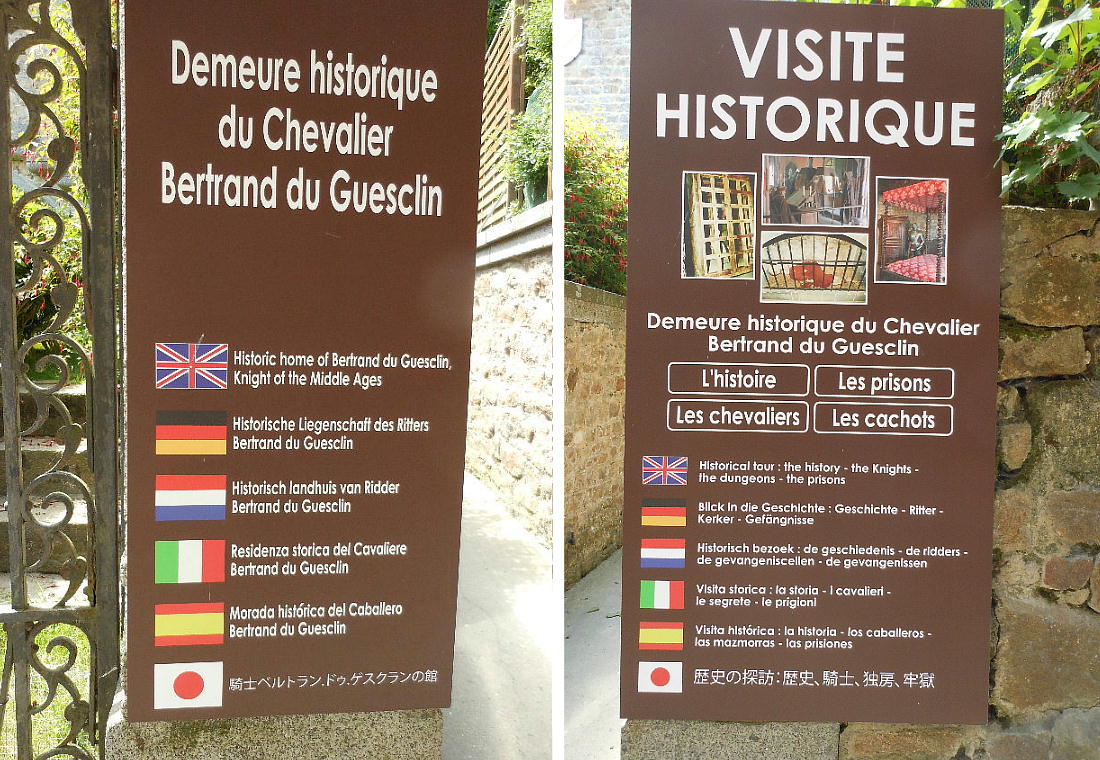 Demeure historique
du Chevalier
Bertrand du Guesclin
Historic home of Bertrand du Guesclin,
Knight of the Middle Ages
Historische Liegenschaft des Ritters
Bertrand du Guesclin
Historisch landhuis van Ridder
Bertrand du Guesclin
Residenza storica del Cavaliere
Bertrand du Guesclin
Morada histórica del Caballero
Bertrand du Guesclin
騎士ベルトラン.ドゥ.ゲスクランの館
VISITE
HISTORIQUE
Demeure historique du Chevalier
Bertrand du Guesclin
L'histoire
Les prisons
Les chevaliers
Les cachots
Historical tour : the history - the Knights -
the dungeons - the prisons
Blick in die Geschichte : Geschichte - Ritter -
Kerker - Gefängnisse
Historisch bezoek : de geschiedenis - de ridders -
de gevangeniscellen - de gevangenissen
Visita storica : la storia - I cavalieri -
le segrete - le prigioni
Visita histórica : la historia - los caballeros -
las mazmorras - las prisiones
歴史の探訪：歴史、騎士、独房、牢獄